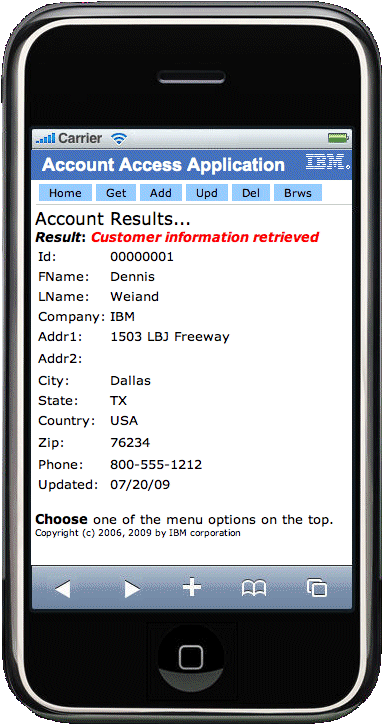 Carrier
Account Access Application IBM.
Home Get Add Upd Del Brws
Account Results...
Result: Customer information retrieved
Id: 00000001
FName: Dennis
LName: Weiand
Company: IBM
Addr1: 1503 LBJ Freeway
Addr2:
City: Dallas
State: TX
Country: USA
Zip: 76234
Phone: 800-555-1212
Updated: 07/20/09
Choose one of the menu options on the top.
Copyright (c) 2006, 2009 by IBM corporation